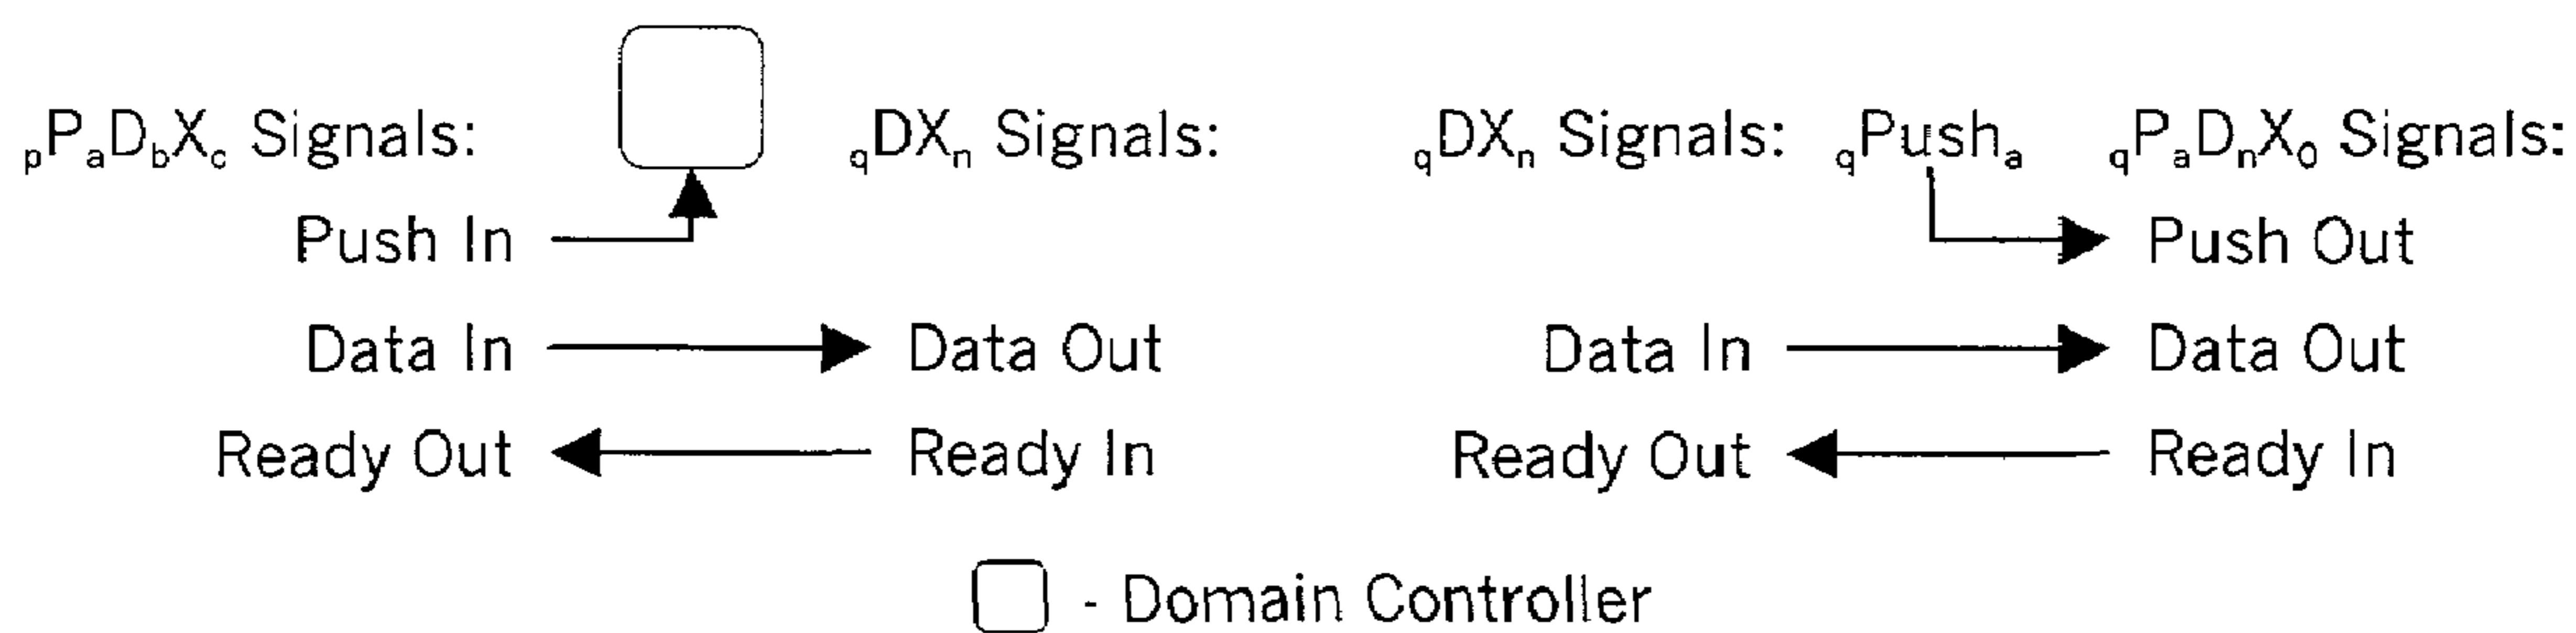 pPaDbXc Signals: qDXn Signals: qDXn Signals: qPusha qPaDnX0 Signals:
Push In Push Out
Data In Data Out Data In Data Out
Ready Out Ready In Ready Out Ready In
- Domain Controller